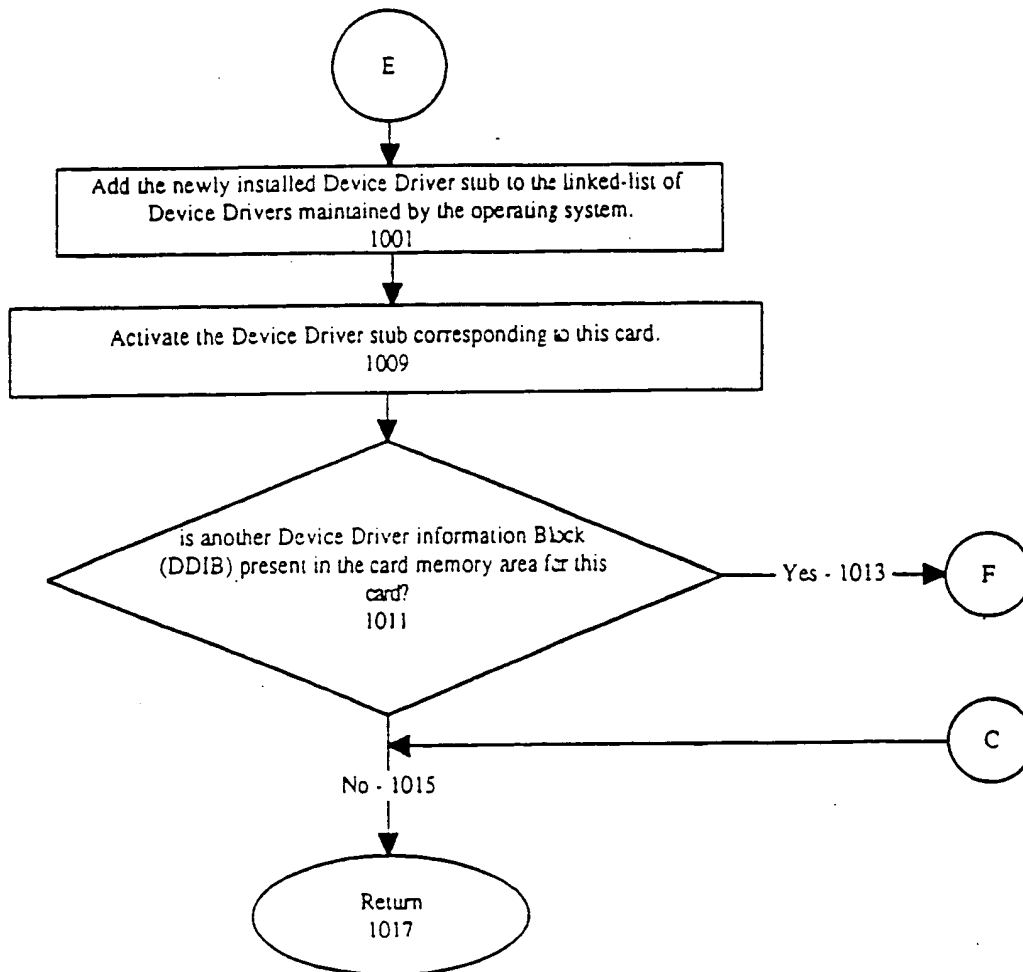 E
Add the newly installed Device Driver stub to the linked-list of
Device Drivers maintained by the operating system.
1001
Activate the Device Driver stub corresponding to this card.
1009
is another Device Driver information Block
(DDIB) present in the card memory area for this
card?
1011
Yes - 1013
F
C
No - 1015
Return
1017